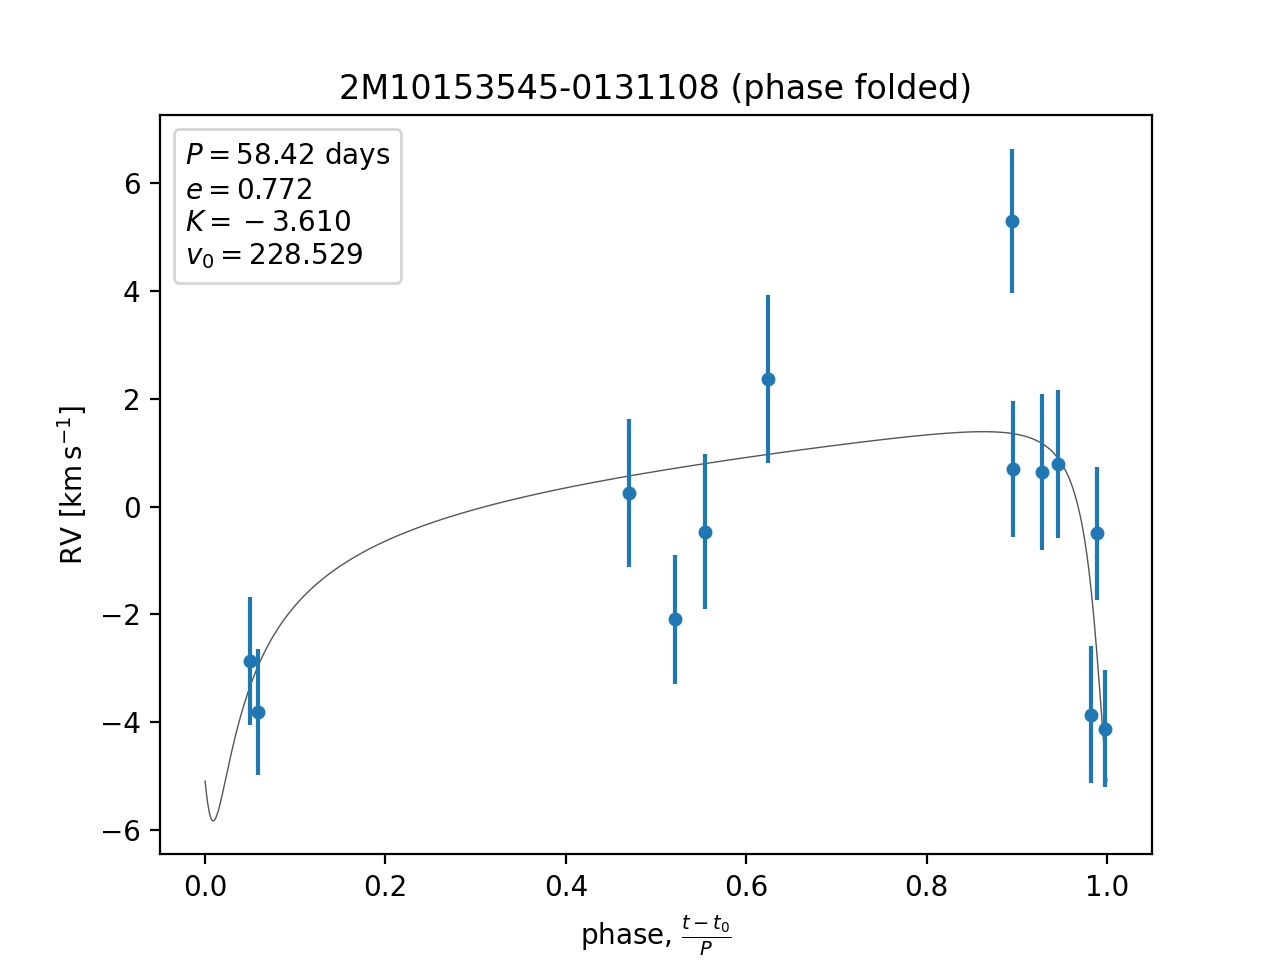 2M10153545-0131108 (phase folded)
P = 58.42 days
e = 0.772
K = −3.610
v₀ = 228.529
6
4
2
0
−2
−4
−6
RV [km s⁻¹]
0.0 0.2 0.4 0.6 0.8 1.0
phase, (t − t₀)/P